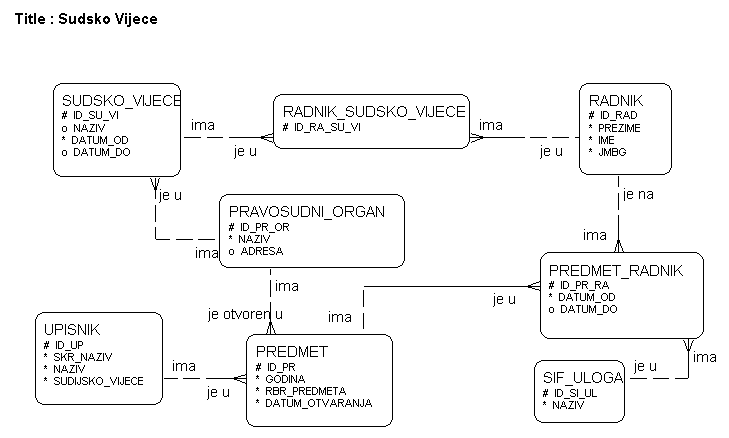 Title : Sudsko Vijece
SUDSKO_VIJECE
# ID_SU_VI
o NAZIV
* DATUM_OD
o DATUM_DO
ima
je u
RADNIK_SUDSKO_VIJECE
# ID_RA_SU_VI
ima
je u
RADNIK
# ID_RAD
* PREZIME
* IME
* JMBG
je u
ima
PRAVOSUDNI_ORGAN
# ID_PR_OR
* NAZIV
o ADRESA
je na
ima
ima
je otvoren u
PREDMET_RADNIK
# ID_PR_RA
* DATUM_OD
o DATUM_DO
ima
je u
UPISNIK
# ID_UP
* SKR_NAZIV
* NAZIV
* SUDIJSKO_VIJECE
ima
je u
PREDMET
# ID_PR
* GODINA
* RBR_PREDMETA
* DATUM_OTVARANJA
SIF_ULOGA
# ID_SI_UL
* NAZIV
je u
ima